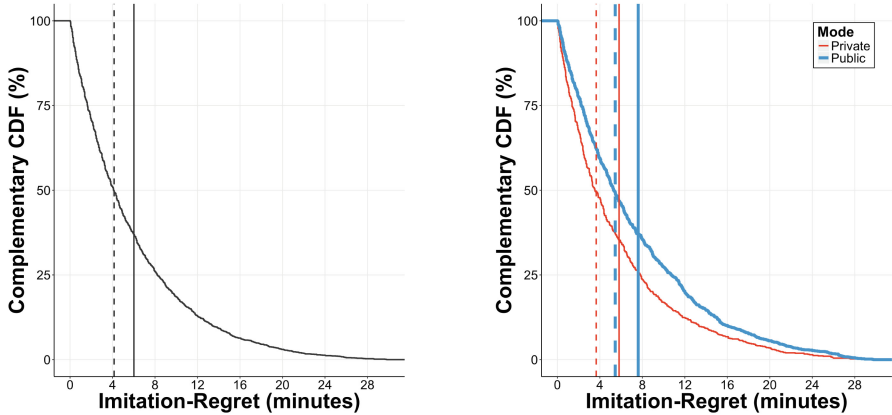 Complementary CDF (%)
100
75
50
25
0
0 4 8 12 16 20 24 28
Imitation-Regret (minutes)
Complementary CDF (%)
100
75
50
25
0
Mode
Private
Public
0 4 8 12 16 20 24 28
Imitation-Regret (minutes)